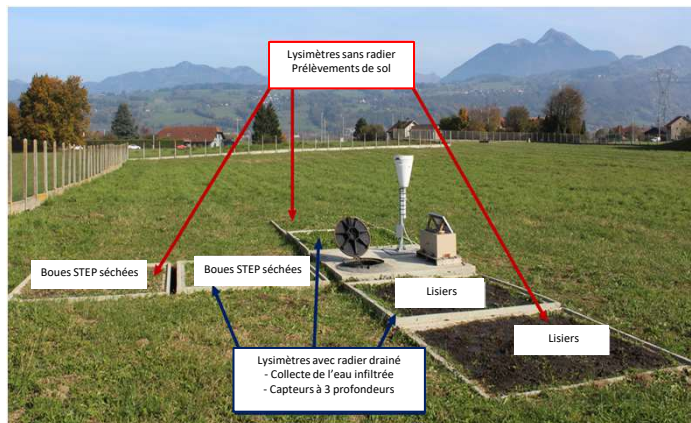 Lysimètres sans radier
Prélèvements de sol
Boues STEP séchées
Boues STEP séchées
Lisiers
Lisiers
Lysimètres avec radier drainé
- Collecte de l'eau infiltrée
- Capteurs à 3 profondeurs